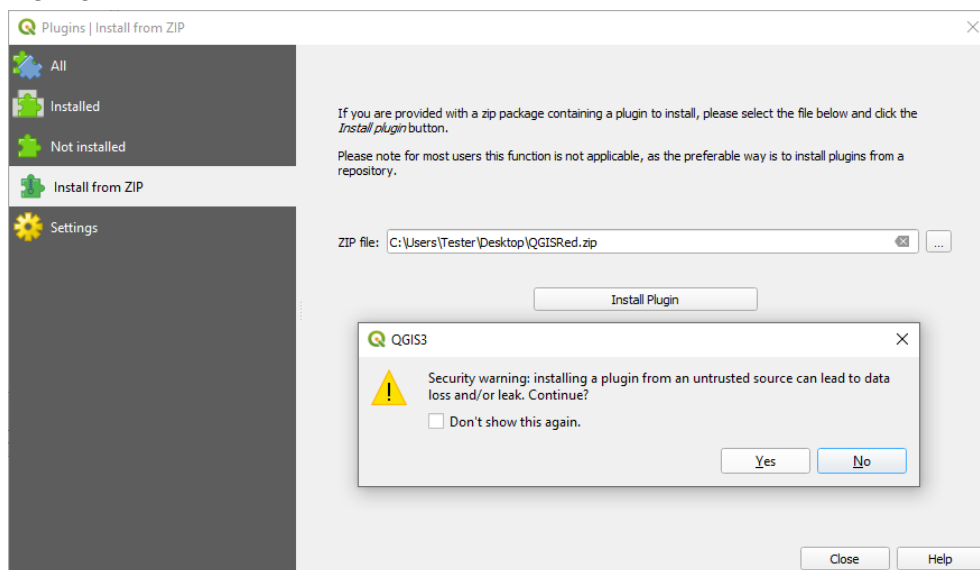 Plugins | Install from ZIP
All
Installed
Not installed
Install from ZIP
Settings
If you are provided with a zip package containing a plugin to install, please select the file below and click the
Install plugin button.
Please note for most users this function is not applicable, as the preferable way is to install plugins from a
repository.
ZIP file: C:\Users\Tester\Desktop\QGISRed.zip ...
Install Plugin
QGIS3
Security warning: installing a plugin from an untrusted source can lead to data
loss and/or leak. Continue?
Don't show this again.
Yes No
Close Help